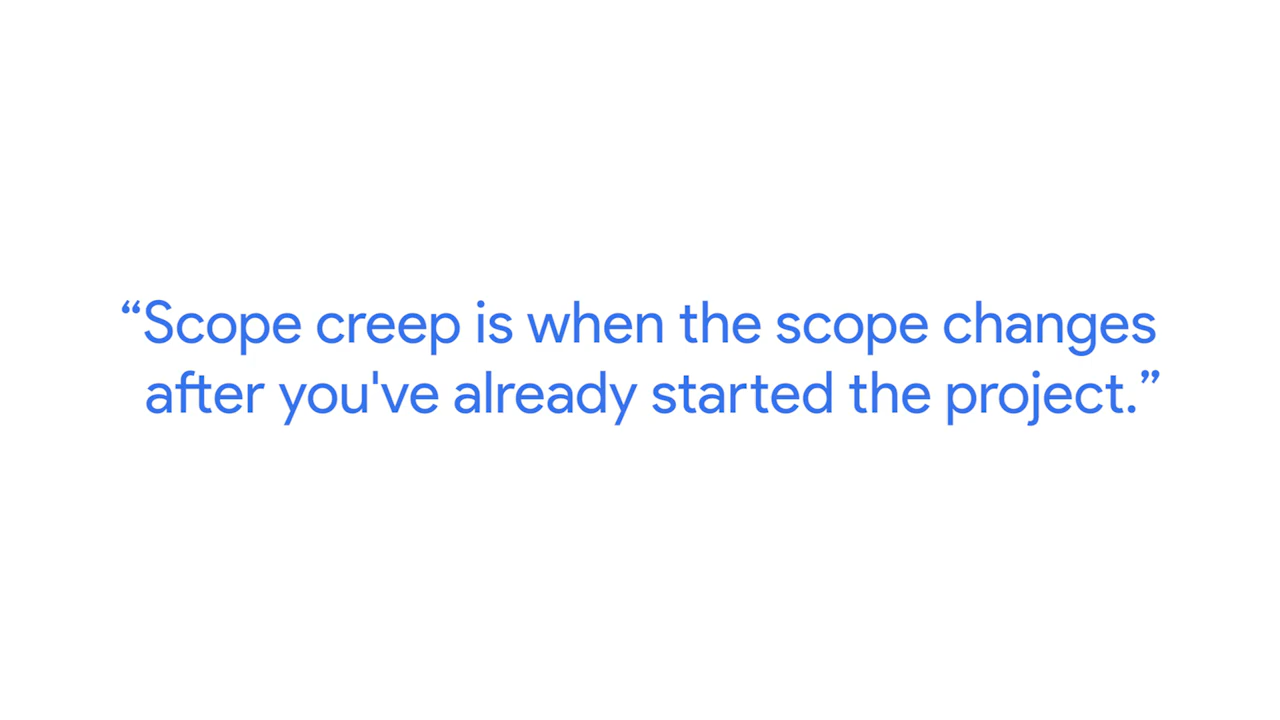 “Scope creep is when the scope changes
after you've already started the project.”